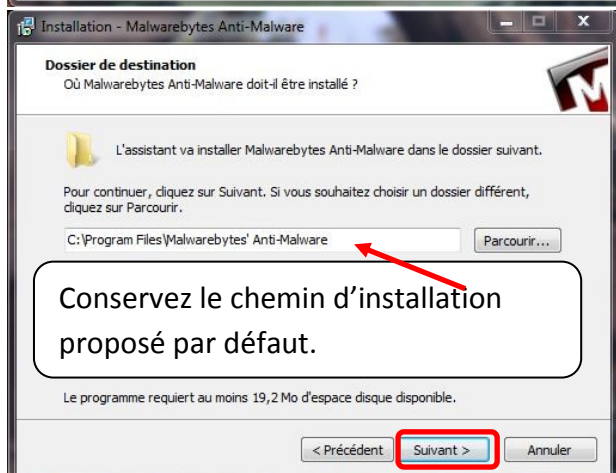 Installation - Malwarebytes Anti-Malware
Dossier de destination
Où Malwarebytes Anti-Malware doit-il être installé ?
L'assistant va installer Malwarebytes Anti-Malware dans le dossier suivant.
Pour continuer, cliquez sur Suivant. Si vous souhaitez choisir un dossier différent,
cliquez sur Parcourir.
C:\Program Files\Malwarebytes' Anti-Malware
Parcourir...
Conservez le chemin d’installation
proposé par défaut.
Le programme requiert au moins 19,2 Mo d'espace disque disponible.
< Précédent Suivant > Annuler